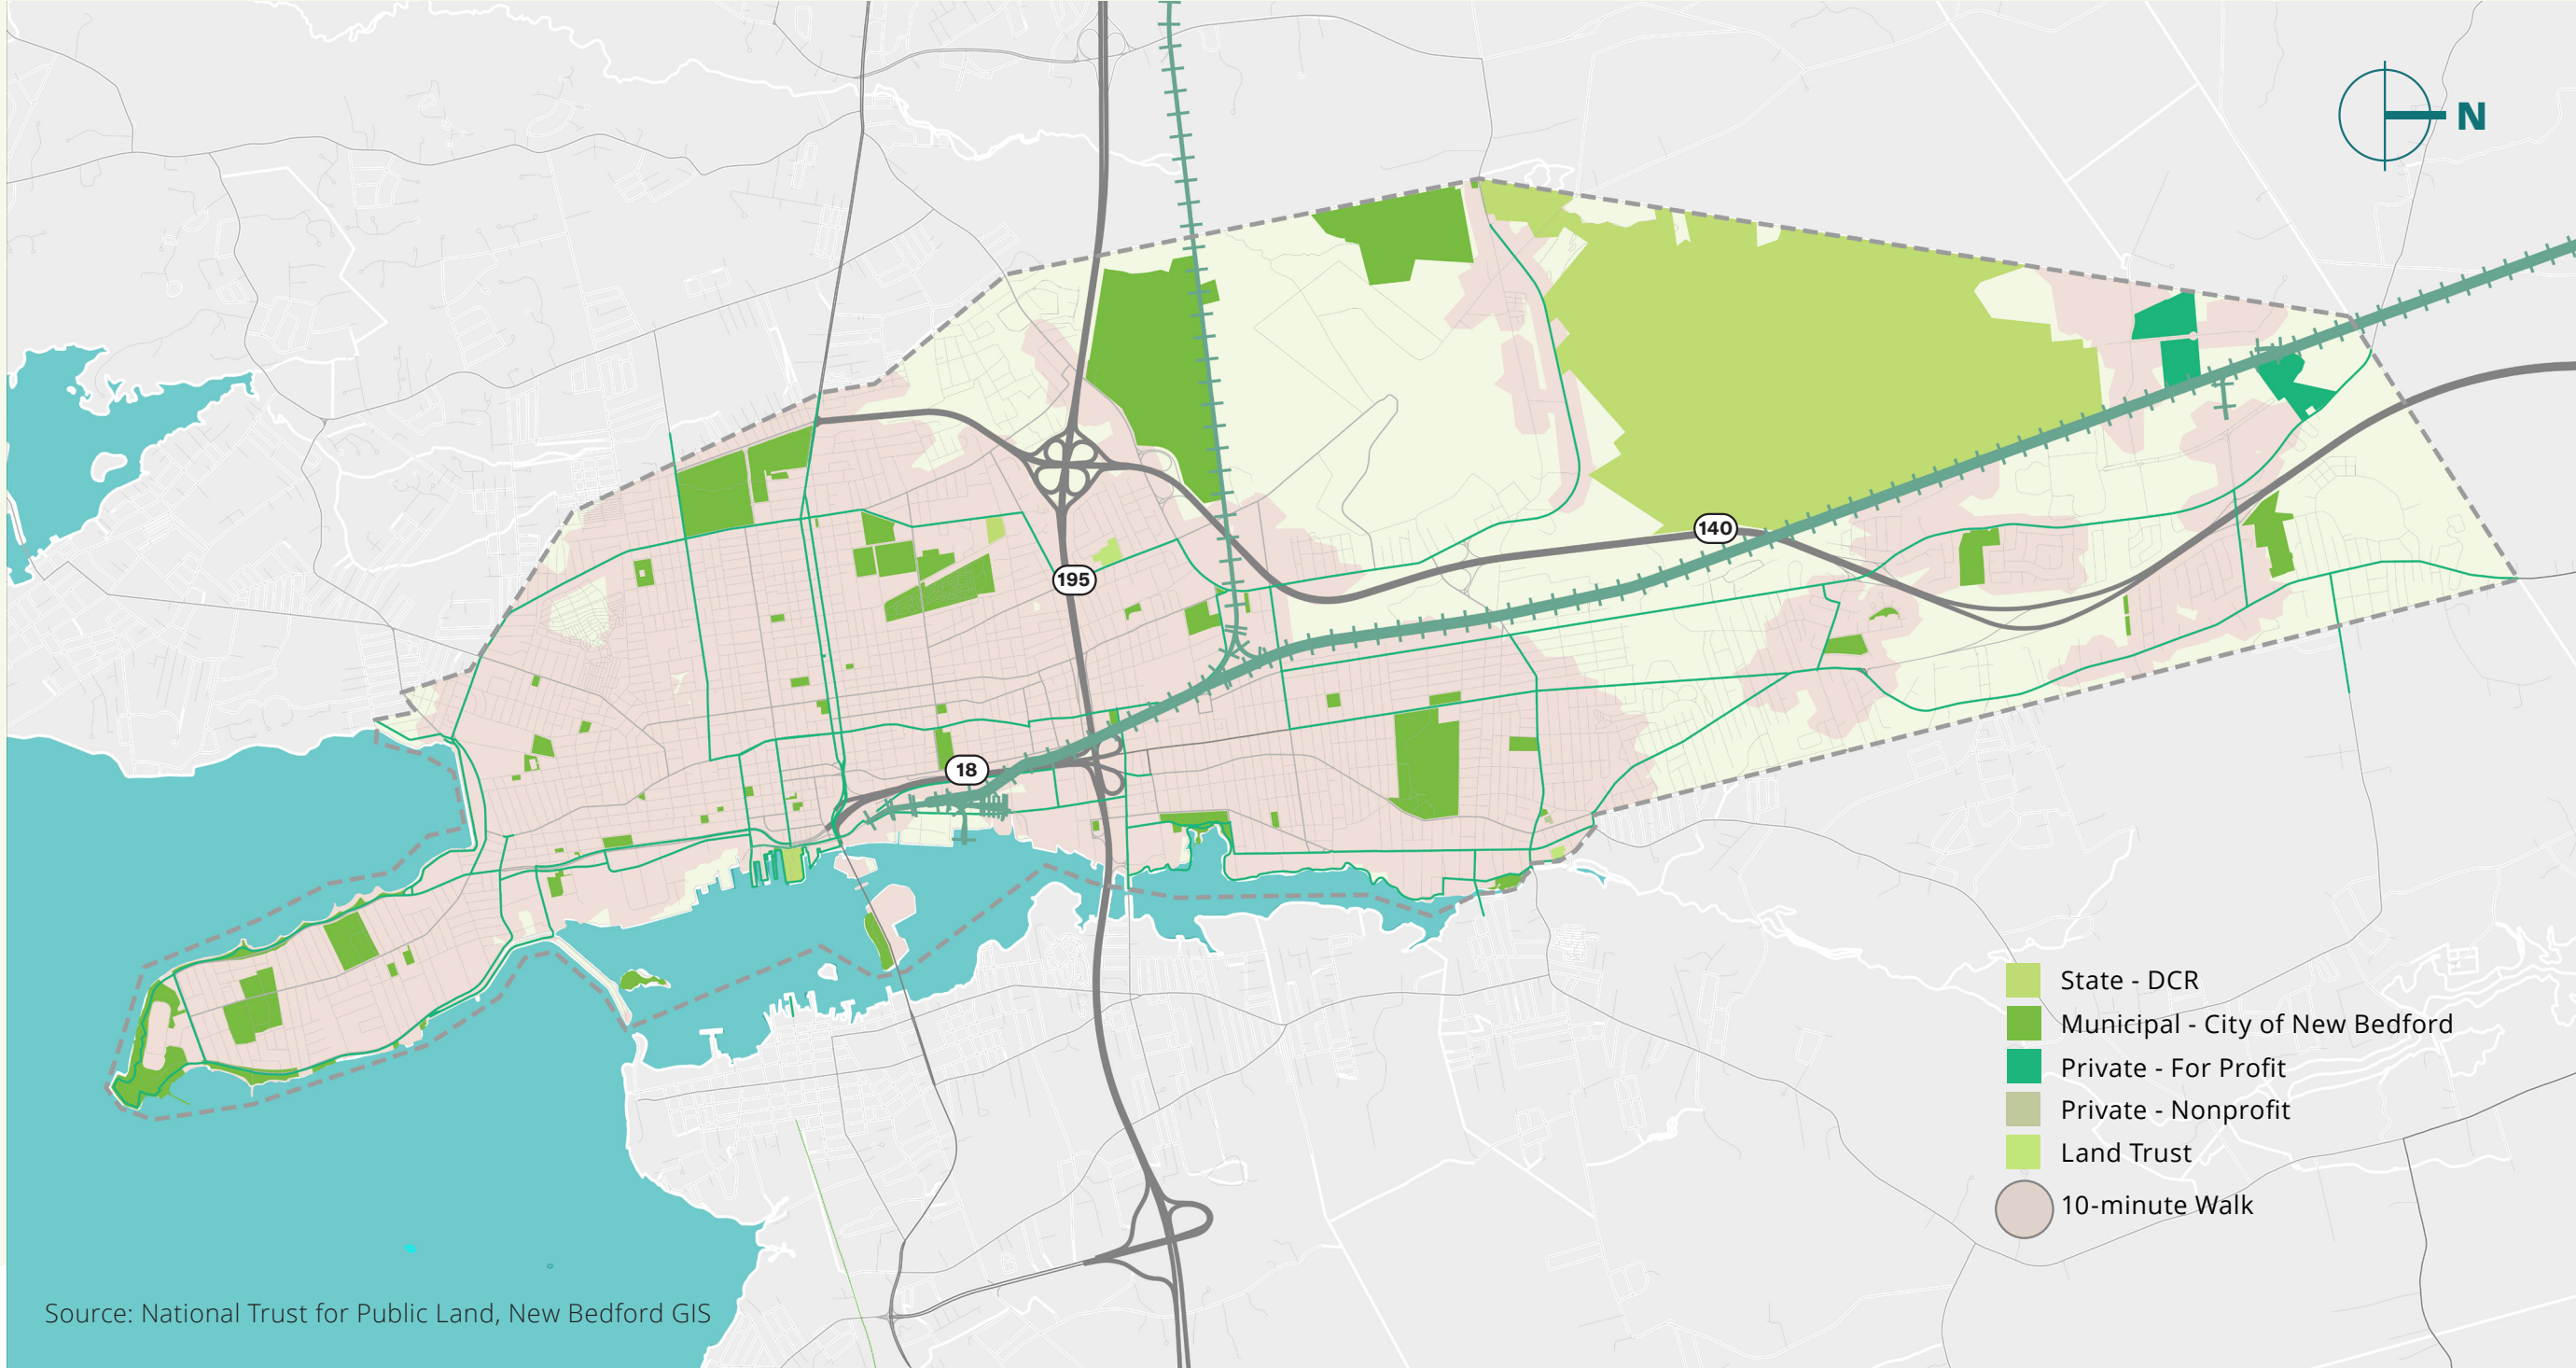 N
140
195
18
State - DCR
Municipal - City of New Bedford
Private - For Profit
Private - Nonprofit
Land Trust
10-minute Walk
Source: National Trust for Public Land, New Bedford GIS